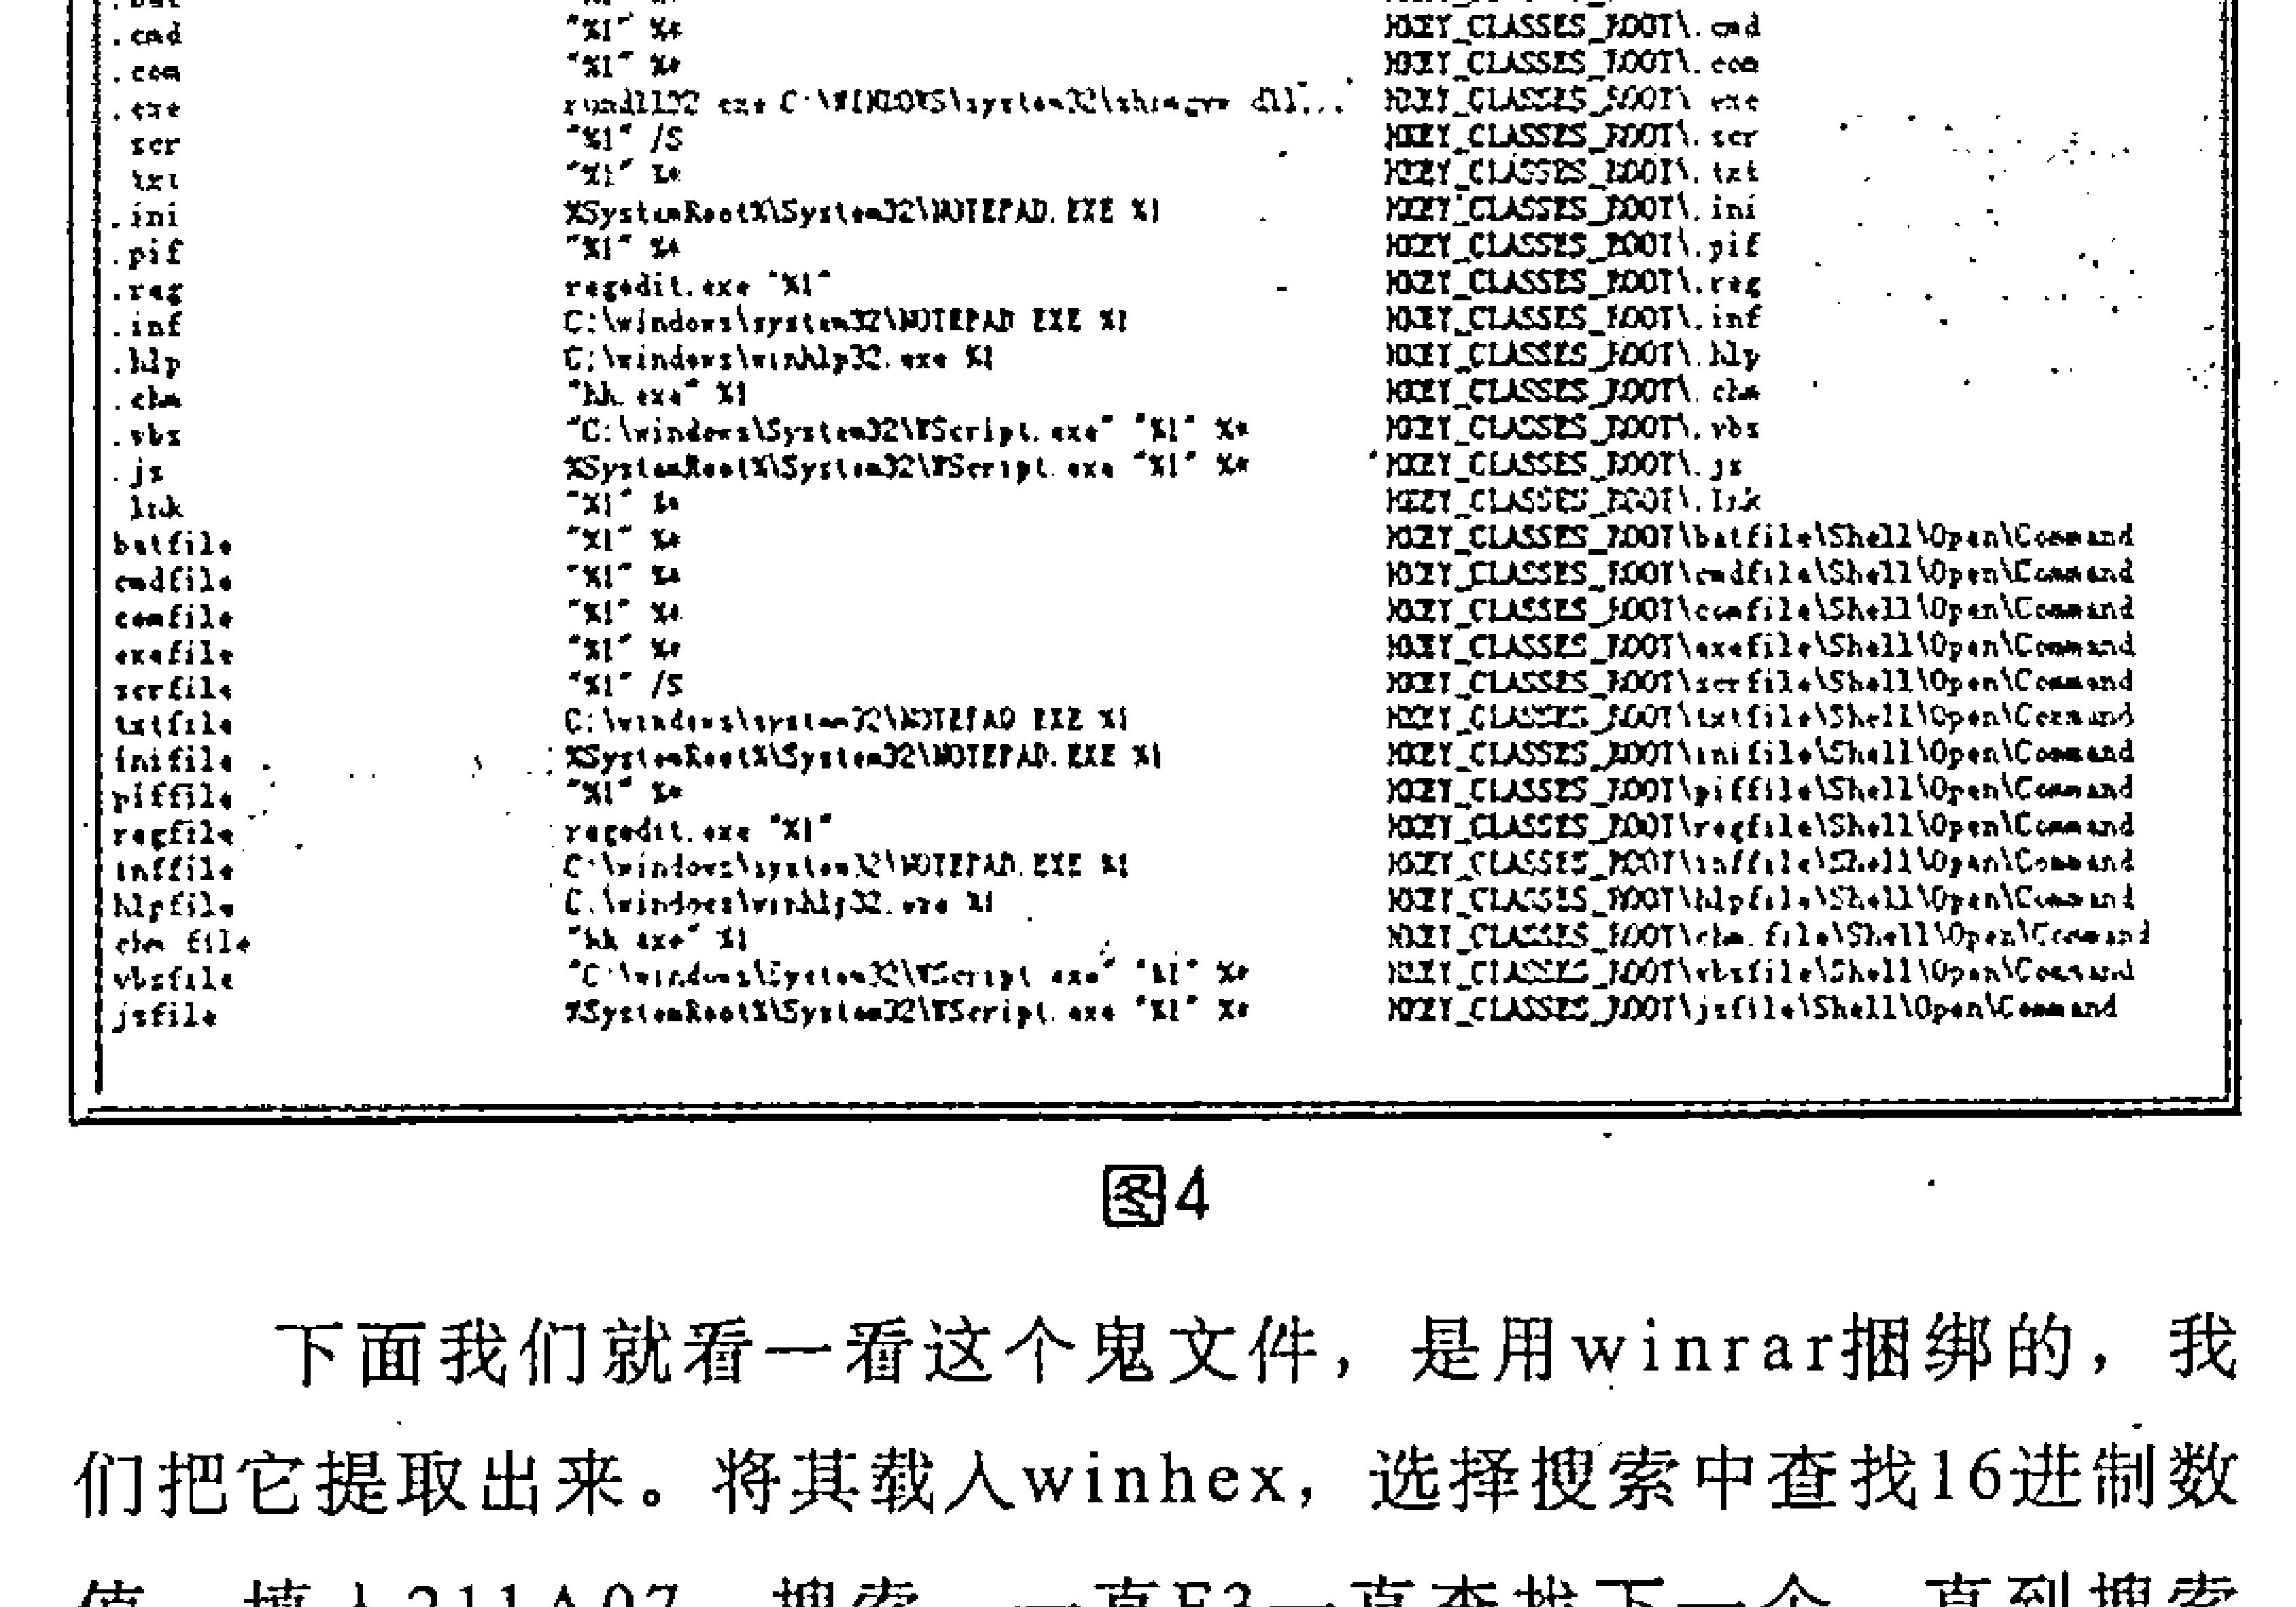 .cmd "%1" %* HKEY_CLASSES_ROOT\.cmd
.com "%1" %* HKEY_CLASSES_ROOT\.com
.exe rundll32.exe C:\WINDOWS\system32\shimgvw.dll... HKEY_CLASSES_ROOT\.exe
.scr "%1" /S HKEY_CLASSES_ROOT\.scr
.txt "%1" %* HKEY_CLASSES_ROOT\.txt
.ini %SystemRoot%\System32\NOTEPAD.EXE %1 HKEY_CLASSES_ROOT\.ini
.pif "%1" %* HKEY_CLASSES_ROOT\.pif
.reg regedit.exe "%1" HKEY_CLASSES_ROOT\.reg
.inf C:\windows\system32\NOTEPAD.EXE %1 HKEY_CLASSES_ROOT\.inf
.hlp C:\windows\winhlp32.exe %1 HKEY_CLASSES_ROOT\.hlp
.chm "hh.exe" %1 HKEY_CLASSES_ROOT\.chm
.vbs "C:\windows\System32\WScript.exe" "%1" %* HKEY_CLASSES_ROOT\.vbs
.js %SystemRoot%\System32\WScript.exe "%1" %* HKEY_CLASSES_ROOT\.js
.lnk "%1" %* HKEY_CLASSES_ROOT\.lnk
batfile "%1" %* HKEY_CLASSES_ROOT\batfile\Shell\Open\Command
cmdfile "%1" %* HKEY_CLASSES_ROOT\cmdfile\Shell\Open\Command
comfile "%1" %* HKEY_CLASSES_ROOT\comfile\Shell\Open\Command
exefile "%1" %* HKEY_CLASSES_ROOT\exefile\Shell\Open\Command
scrfile "%1" /S HKEY_CLASSES_ROOT\scrfile\Shell\Open\Command
txtfile C:\windows\system32\NOTEPAD.EXE %1 HKEY_CLASSES_ROOT\txtfile\Shell\Open\Command
inifile %SystemRoot%\System32\NOTEPAD.EXE %1 HKEY_CLASSES_ROOT\inifile\Shell\Open\Command
piffile "%1" %* HKEY_CLASSES_ROOT\piffile\Shell\Open\Command
regfile regedit.exe "%1" HKEY_CLASSES_ROOT\regfile\Shell\Open\Command
inffile C:\windows\system32\NOTEPAD.EXE %1 HKEY_CLASSES_ROOT\inffile\Shell\Open\Command
hlpfile C:\windows\winhlp32.exe %1 HKEY_CLASSES_ROOT\hlpfile\Shell\Open\Command
chm.file "hh.exe" %1 HKEY_CLASSES_ROOT\chm.file\Shell\Open\Command
vbsfile "C:\windows\System32\WScript.exe" "%1" %* HKEY_CLASSES_ROOT\vbsfile\Shell\Open\Command
jsfile %SystemRoot%\System32\WScript.exe "%1" %* HKEY_CLASSES_ROOT\jsfile\Shell\Open\Command
图4
下面我们就看一看这个鬼文件，是用winrar捆绑的，我
们把它提取出来。将其载入winhex，选择搜索中查找16进制数